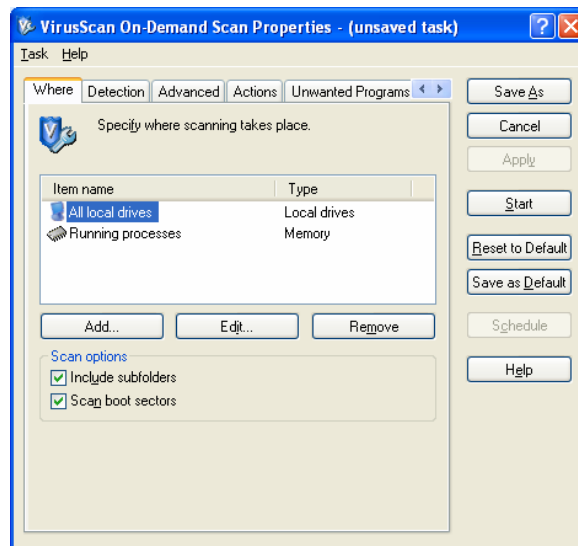 VirusScan On-Demand Scan Properties - (unsaved task)
Task Help
Where Detection Advanced Actions Unwanted Programs
Specify where scanning takes place.
Item name Type
All local drives Local drives
Running processes Memory
Add... Edit... Remove
Scan options
Include subfolders
Scan boot sectors
Save As
Cancel
Apply
Start
Reset to Default
Save as Default
Schedule
Help